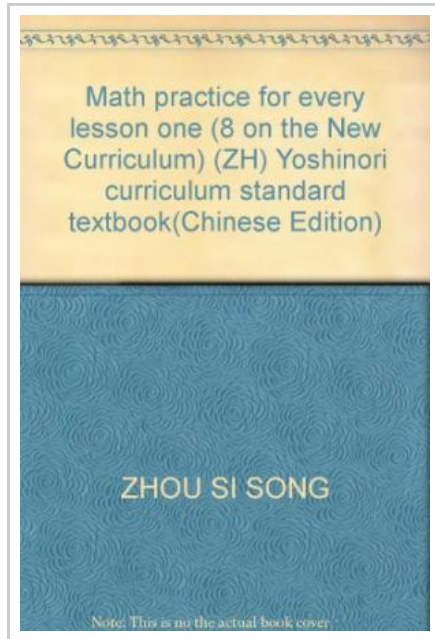 Math practice for every
lesson one (8 on the New
Curriculum) (ZH) Yoshinori
curriculum standard
textbook(Chinese Edition)
ZHOU SI SONG
Note: This is no the actual book cover